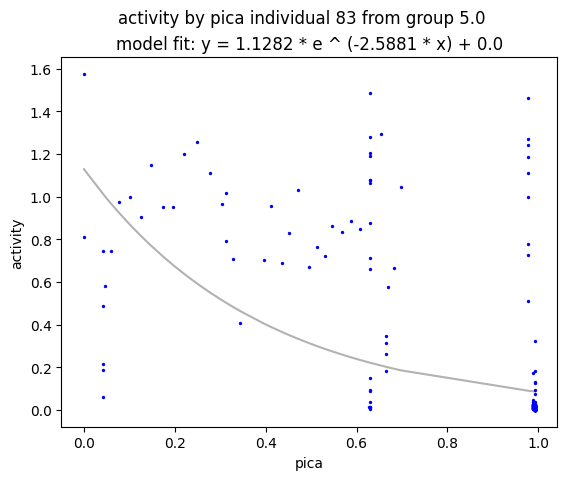 activity by pica individual 83 from group 5.0
model fit: y = 1.1282 * e ^ (-2.5881 * x) + 0.0
1.6
1.4
1.2
1.0
0.8
0.6
0.4
0.2
0.0
activity
0.0 0.2 0.4 0.6 0.8 1.0
pica